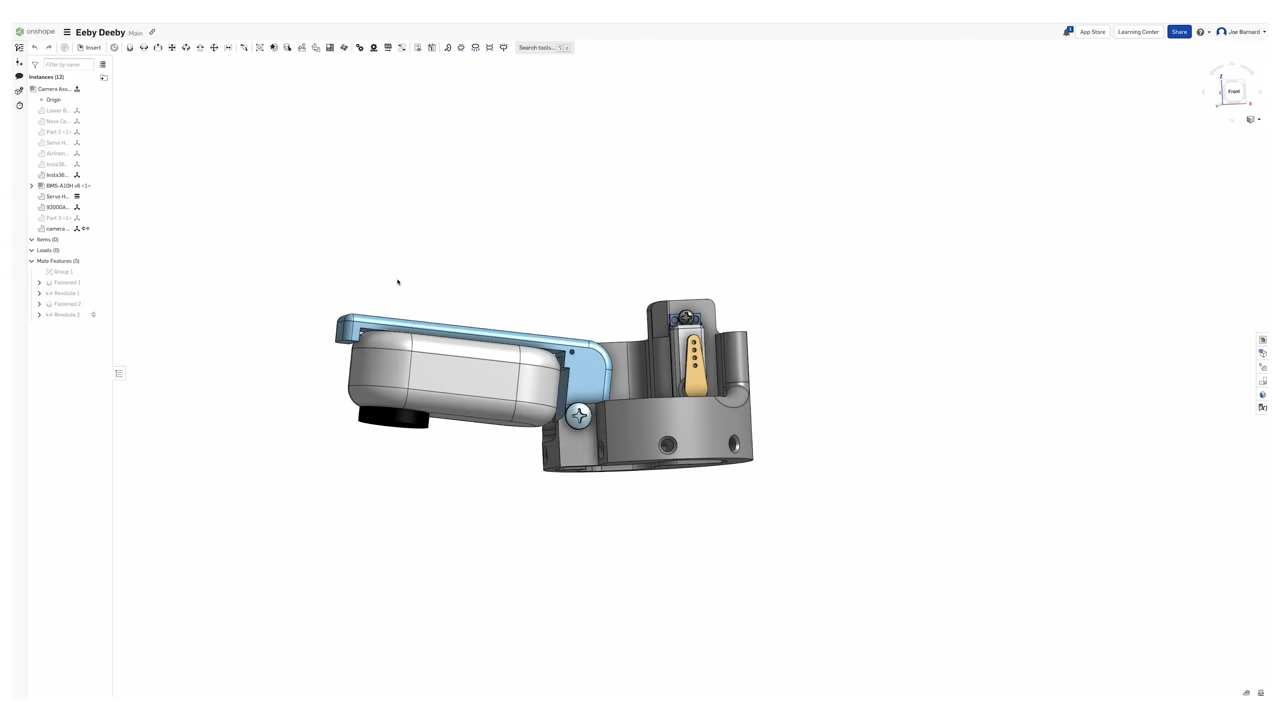 onshape Eeby Deeby Main App Store Learning Center Share Joe Barnard
Insert Search tools...
Filter by name
Instances (12)
Camera Ass...
Origin
Lower B...
Nose Co...
Part 2 <1>
Servo H...
Airfram...
Insta36...
Insta36...
BMS-A10H v6 <1>
Servo H...
92000A...
Part 3 <1>
camera ...
Items (0)
Loads (0)
Mate Features (5)
Group 1
Fastened 1
Revolute 1
Fastened 2
Revolute 2
Z
Front
X